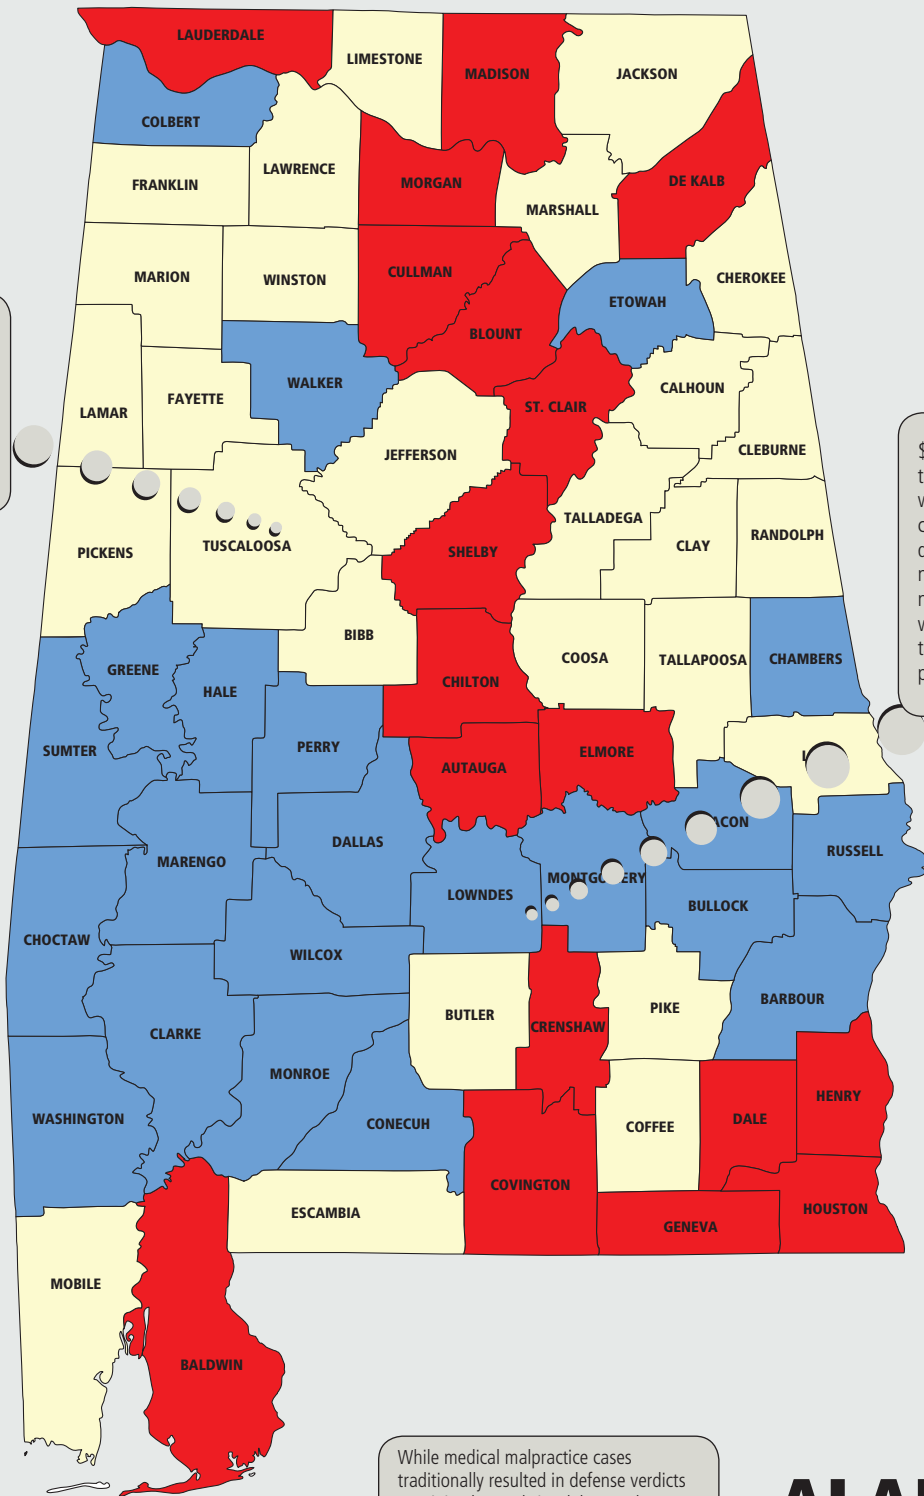 LAUDERDALE
LIMESTONE
MADISON
JACKSON
COLBERT
LAWRENCE
FRANKLIN
MORGAN
DE KALB
MARSHALL
MARION
WINSTON
CULLMAN
CHEROKEE
ETOWAH
BLOUNT
WALKER
CALHOUN
FAYETTE
LAMAR
ST. CLAIR
JEFFERSON
CLEBURNE
TALLADEGA
RANDOLPH
TUSCALOOSA
CLAY
PICKENS
SHELBY
BIBB
COOSA
TALLAPOOSA
CHAMBERS
GREENE
HALE
CHILTON
PERRY
SUMTER
ELMORE
AUTAUGA
ACON
DALLAS
RUSSELL
MARENGO
MONTGOMERY
LOWNDES
BULLOCK
CHOCTAW
WILCOX
BARBOUR
PIKE
BUTLER
CRENSHAW
CLARKE
MONROE
HENRY
WASHINGTON
CONECUH
COFFEE
DALE
COVINGTON
HOUSTON
ESCAMBIA
GENEVA
MOBILE
BALDWIN
While medical malpractice cases
traditionally resulted in defense verdicts